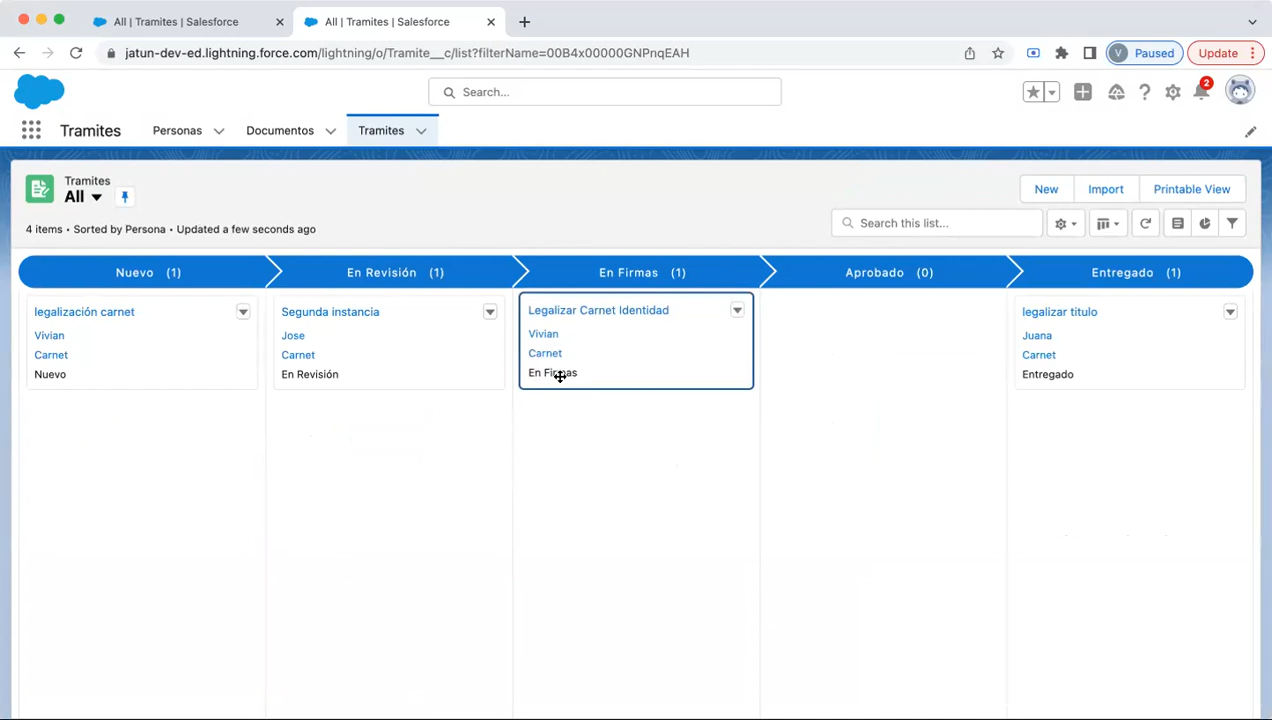 All | Tramites | Salesforce
All | Tramites | Salesforce
jatun-dev-ed.lightning.force.com/lightning/o/Tramite__c/list?filterName=00B4x00000GNPnqEAH
V Paused
Update
Search...
2
Tramites
Personas
Documentos
Tramites
Tramites
All
New
Import
Printable View
4 items • Sorted by Persona • Updated a few seconds ago
Search this list...
Nuevo (1)
En Revisión (1)
En Firmas (1)
Aprobado (0)
Entregado (1)
legalización carnet
Vivian
Carnet
Nuevo
Segunda instancia
Jose
Carnet
En Revisión
Legalizar Carnet Identidad
Vivian
Carnet
En Firmas
legalizar titulo
Juana
Carnet
Entregado